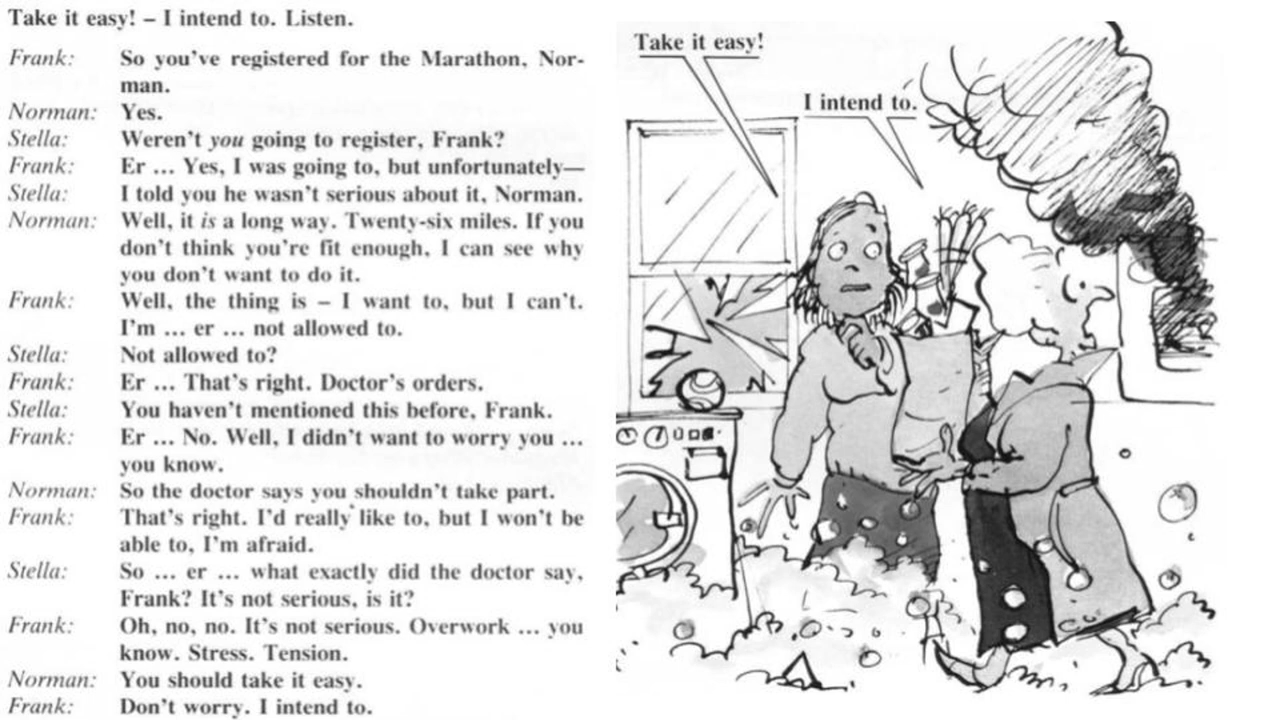 Take it easy! – I intend to. Listen.
Frank: So you've registered for the Marathon, Nor-
man.
Norman: Yes.
Stella: Weren't you going to register, Frank?
Frank: Er ... Yes, I was going to, but unfortunately—
Stella: I told you he wasn't serious about it, Norman.
Norman: Well, it is a long way. Twenty-six miles. If you
don't think you're fit enough, I can see why
you don't want to do it.
Frank: Well, the thing is – I want to, but I can't.
I'm ... er ... not allowed to.
Stella: Not allowed to?
Frank: Er ... That's right. Doctor's orders.
Stella: You haven't mentioned this before, Frank.
Frank: Er ... No. Well, I didn't want to worry you ...
you know.
Norman: So the doctor says you shouldn't take part.
Frank: That's right. I'd really like to, but I won't be
able to, I'm afraid.
Stella: So ... er ... what exactly did the doctor say,
Frank? It's not serious, is it?
Frank: Oh, no, no. It's not serious. Overwork ... you
know. Stress. Tension.
Norman: You should take it easy.
Frank: Don't worry. I intend to.
Take it easy!
I intend to.